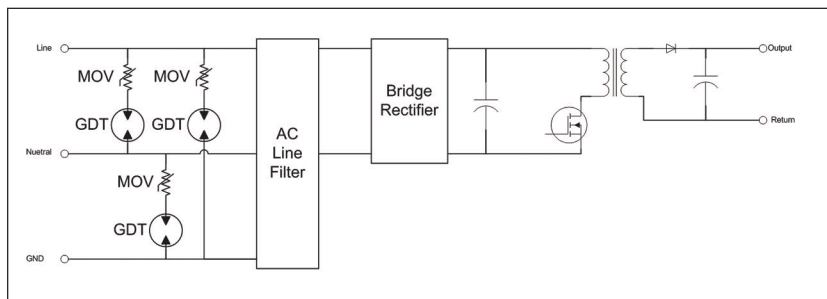 Line
MOV
MOV
GDT
GDT
Nuetral
MOV
GDT
GND
AC
Line
Filter
Bridge
Rectifier
Output
Return